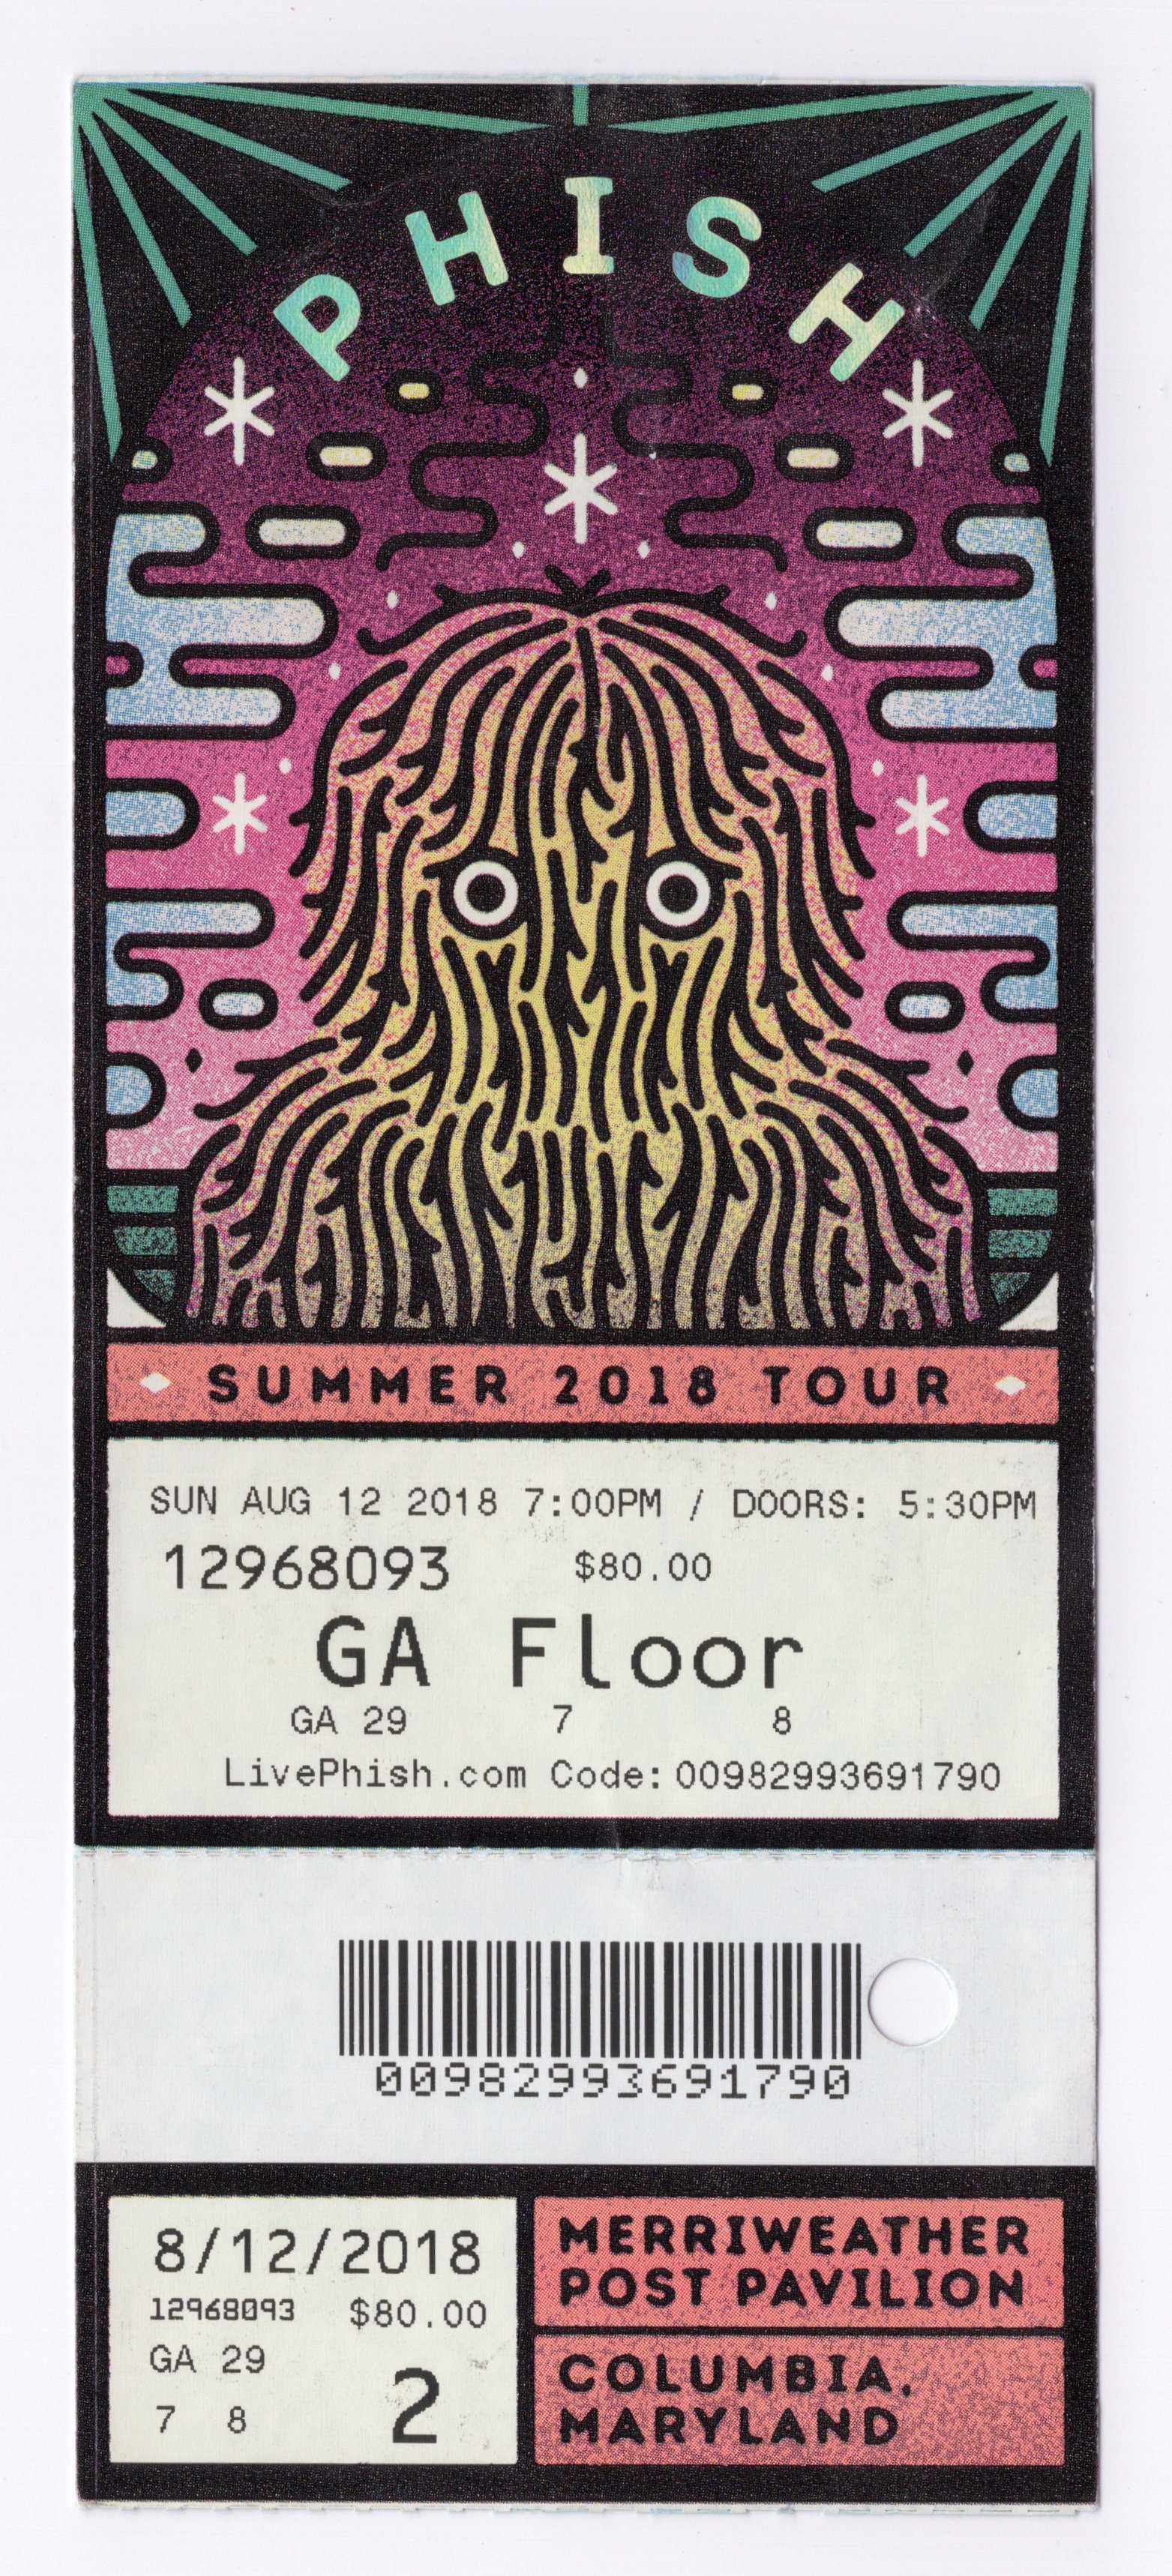 PHISH
SUMMER 2018 TOUR
SUN AUG 12 2018 7:00PM / DOORS: 5:30PM
12968093 $80.00
GA Floor
GA 29 7 8
LivePhish.com Code: 00982993691790
00982993691790
8/12/2018
12968093 $80.00
GA 29
7 8 2
MERRIWEATHER
POST PAVILION
COLUMBIA,
MARYLAND